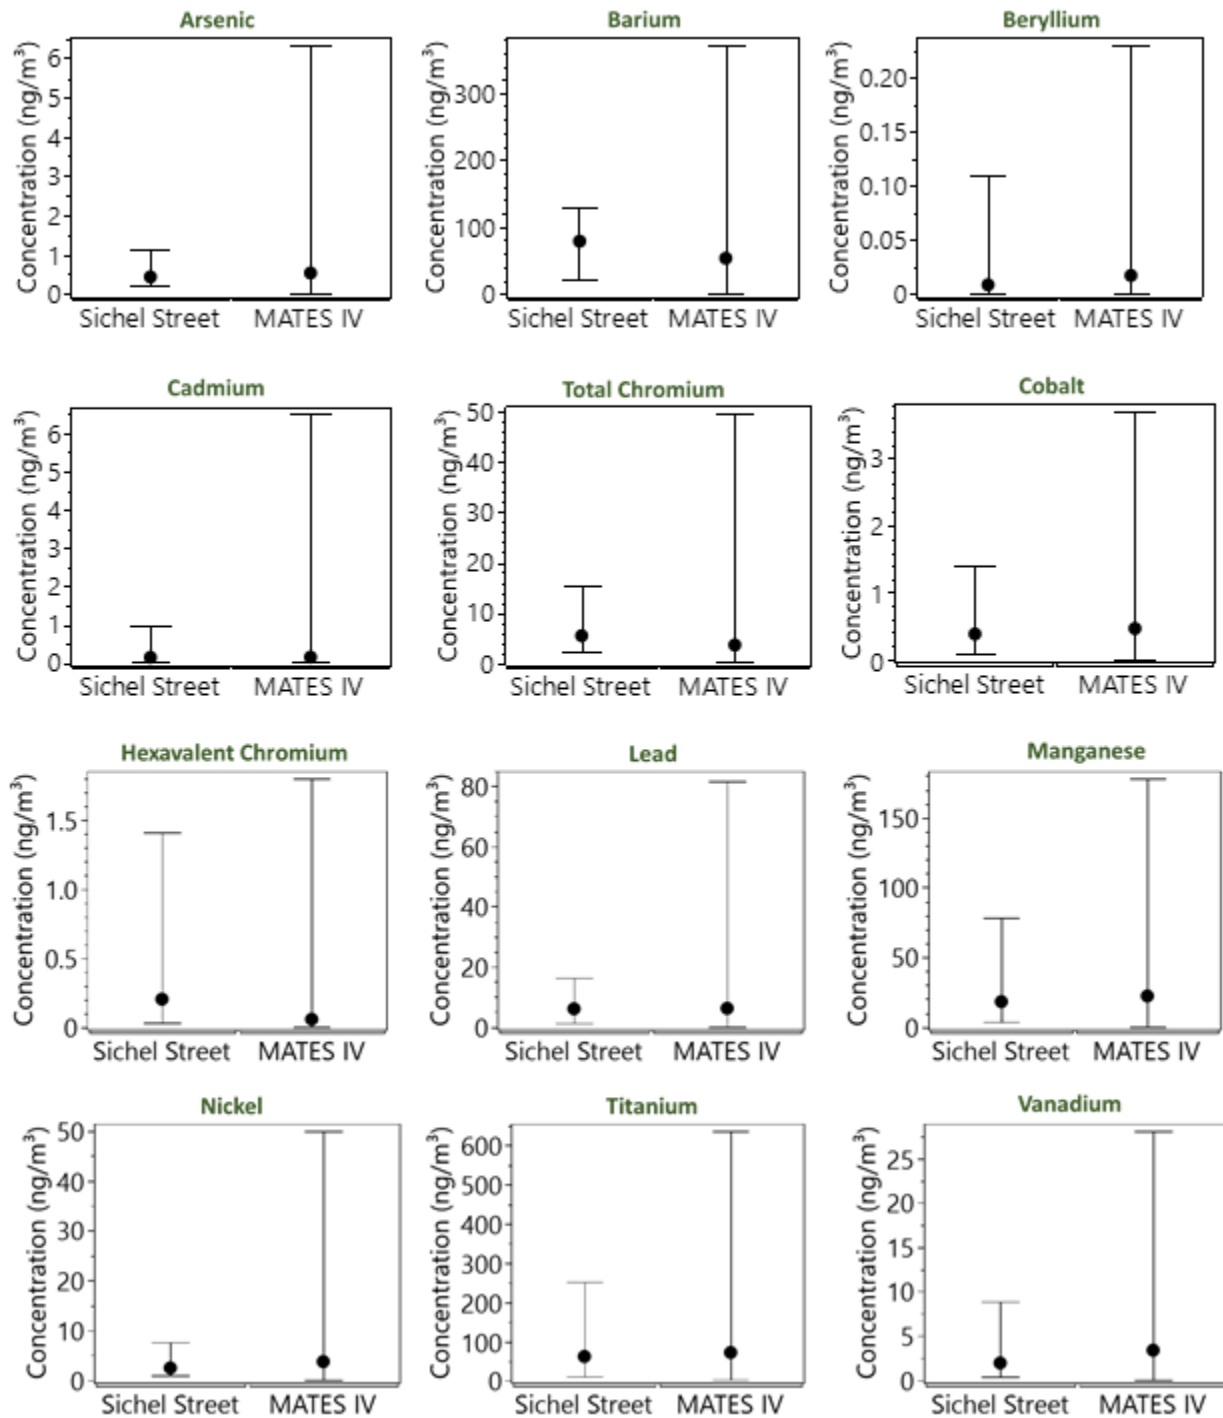 Arsenic
Concentration (ng/m³)
6
5
4
3
2
1
0
Sichel Street MATES IV
Barium
Concentration (ng/m³)
300
200
100
0
Sichel Street MATES IV
Beryllium
Concentration (ng/m³)
0.20
0.15
0.10
0.05
0
Sichel Street MATES IV
Cadmium
Concentration (ng/m³)
6
5
4
3
2
1
0
Sichel Street MATES IV
Total Chromium
Concentration (ng/m³)
50
40
30
20
10
0
Sichel Street MATES IV
Cobalt
Concentration (ng/m³)
3
2
1
0
Sichel Street MATES IV
Hexavalent Chromium
Concentration (ng/m³)
1.5
1.0
0.5
0
Sichel Street MATES IV
Lead
Concentration (ng/m³)
80
60
40
20
0
Sichel Street MATES IV
Manganese
Concentration (ng/m³)
150
100
50
0
Sichel Street MATES IV
Nickel
Concentration (ng/m³)
50
40
30
20
10
0
Sichel Street MATES IV
Titanium
Concentration (ng/m³)
600
500
400
300
200
100
0
Sichel Street MATES IV
Vanadium
Concentration (ng/m³)
25
20
15
10
5
0
Sichel Street MATES IV